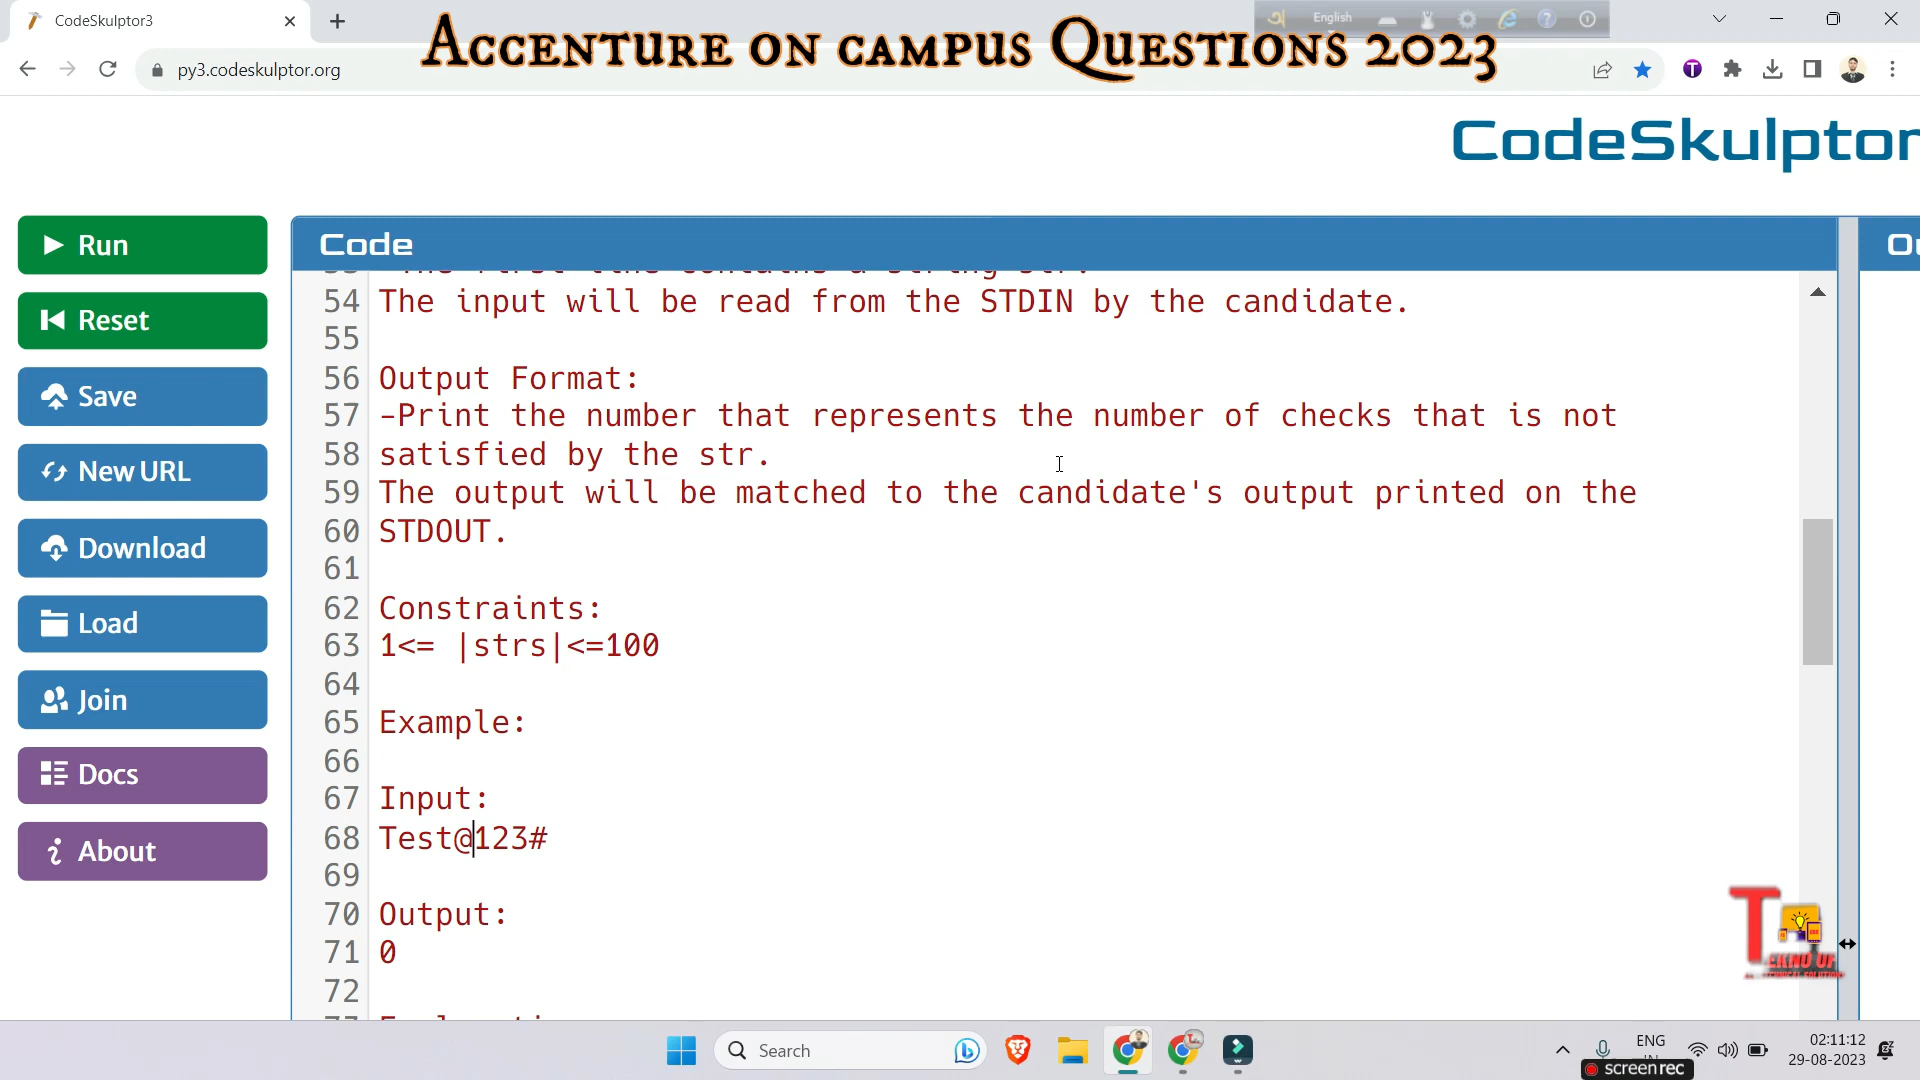 CodeSkulptor3
English
ACCENTURE ON CAMPUS QUESTIONS 2023
py3.codeskulptor.org
CodeSkulptor
Run
Reset
Save
New URL
Download
Load
Join
Docs
About
Code
54 The input will be read from the STDIN by the candidate.
55
56 Output Format:
57 -Print the number that represents the number of checks that is not
58 satisfied by the str.
59 The output will be matched to the candidate's output printed on the
60 STDOUT.
61
62 Constraints:
63 1<= |strs|<=100
64
65 Example:
66
67 Input:
68 Test@123#
69
70 Output:
71 0
72
Search
ENG
02:11:12
29-08-2023
screenrec